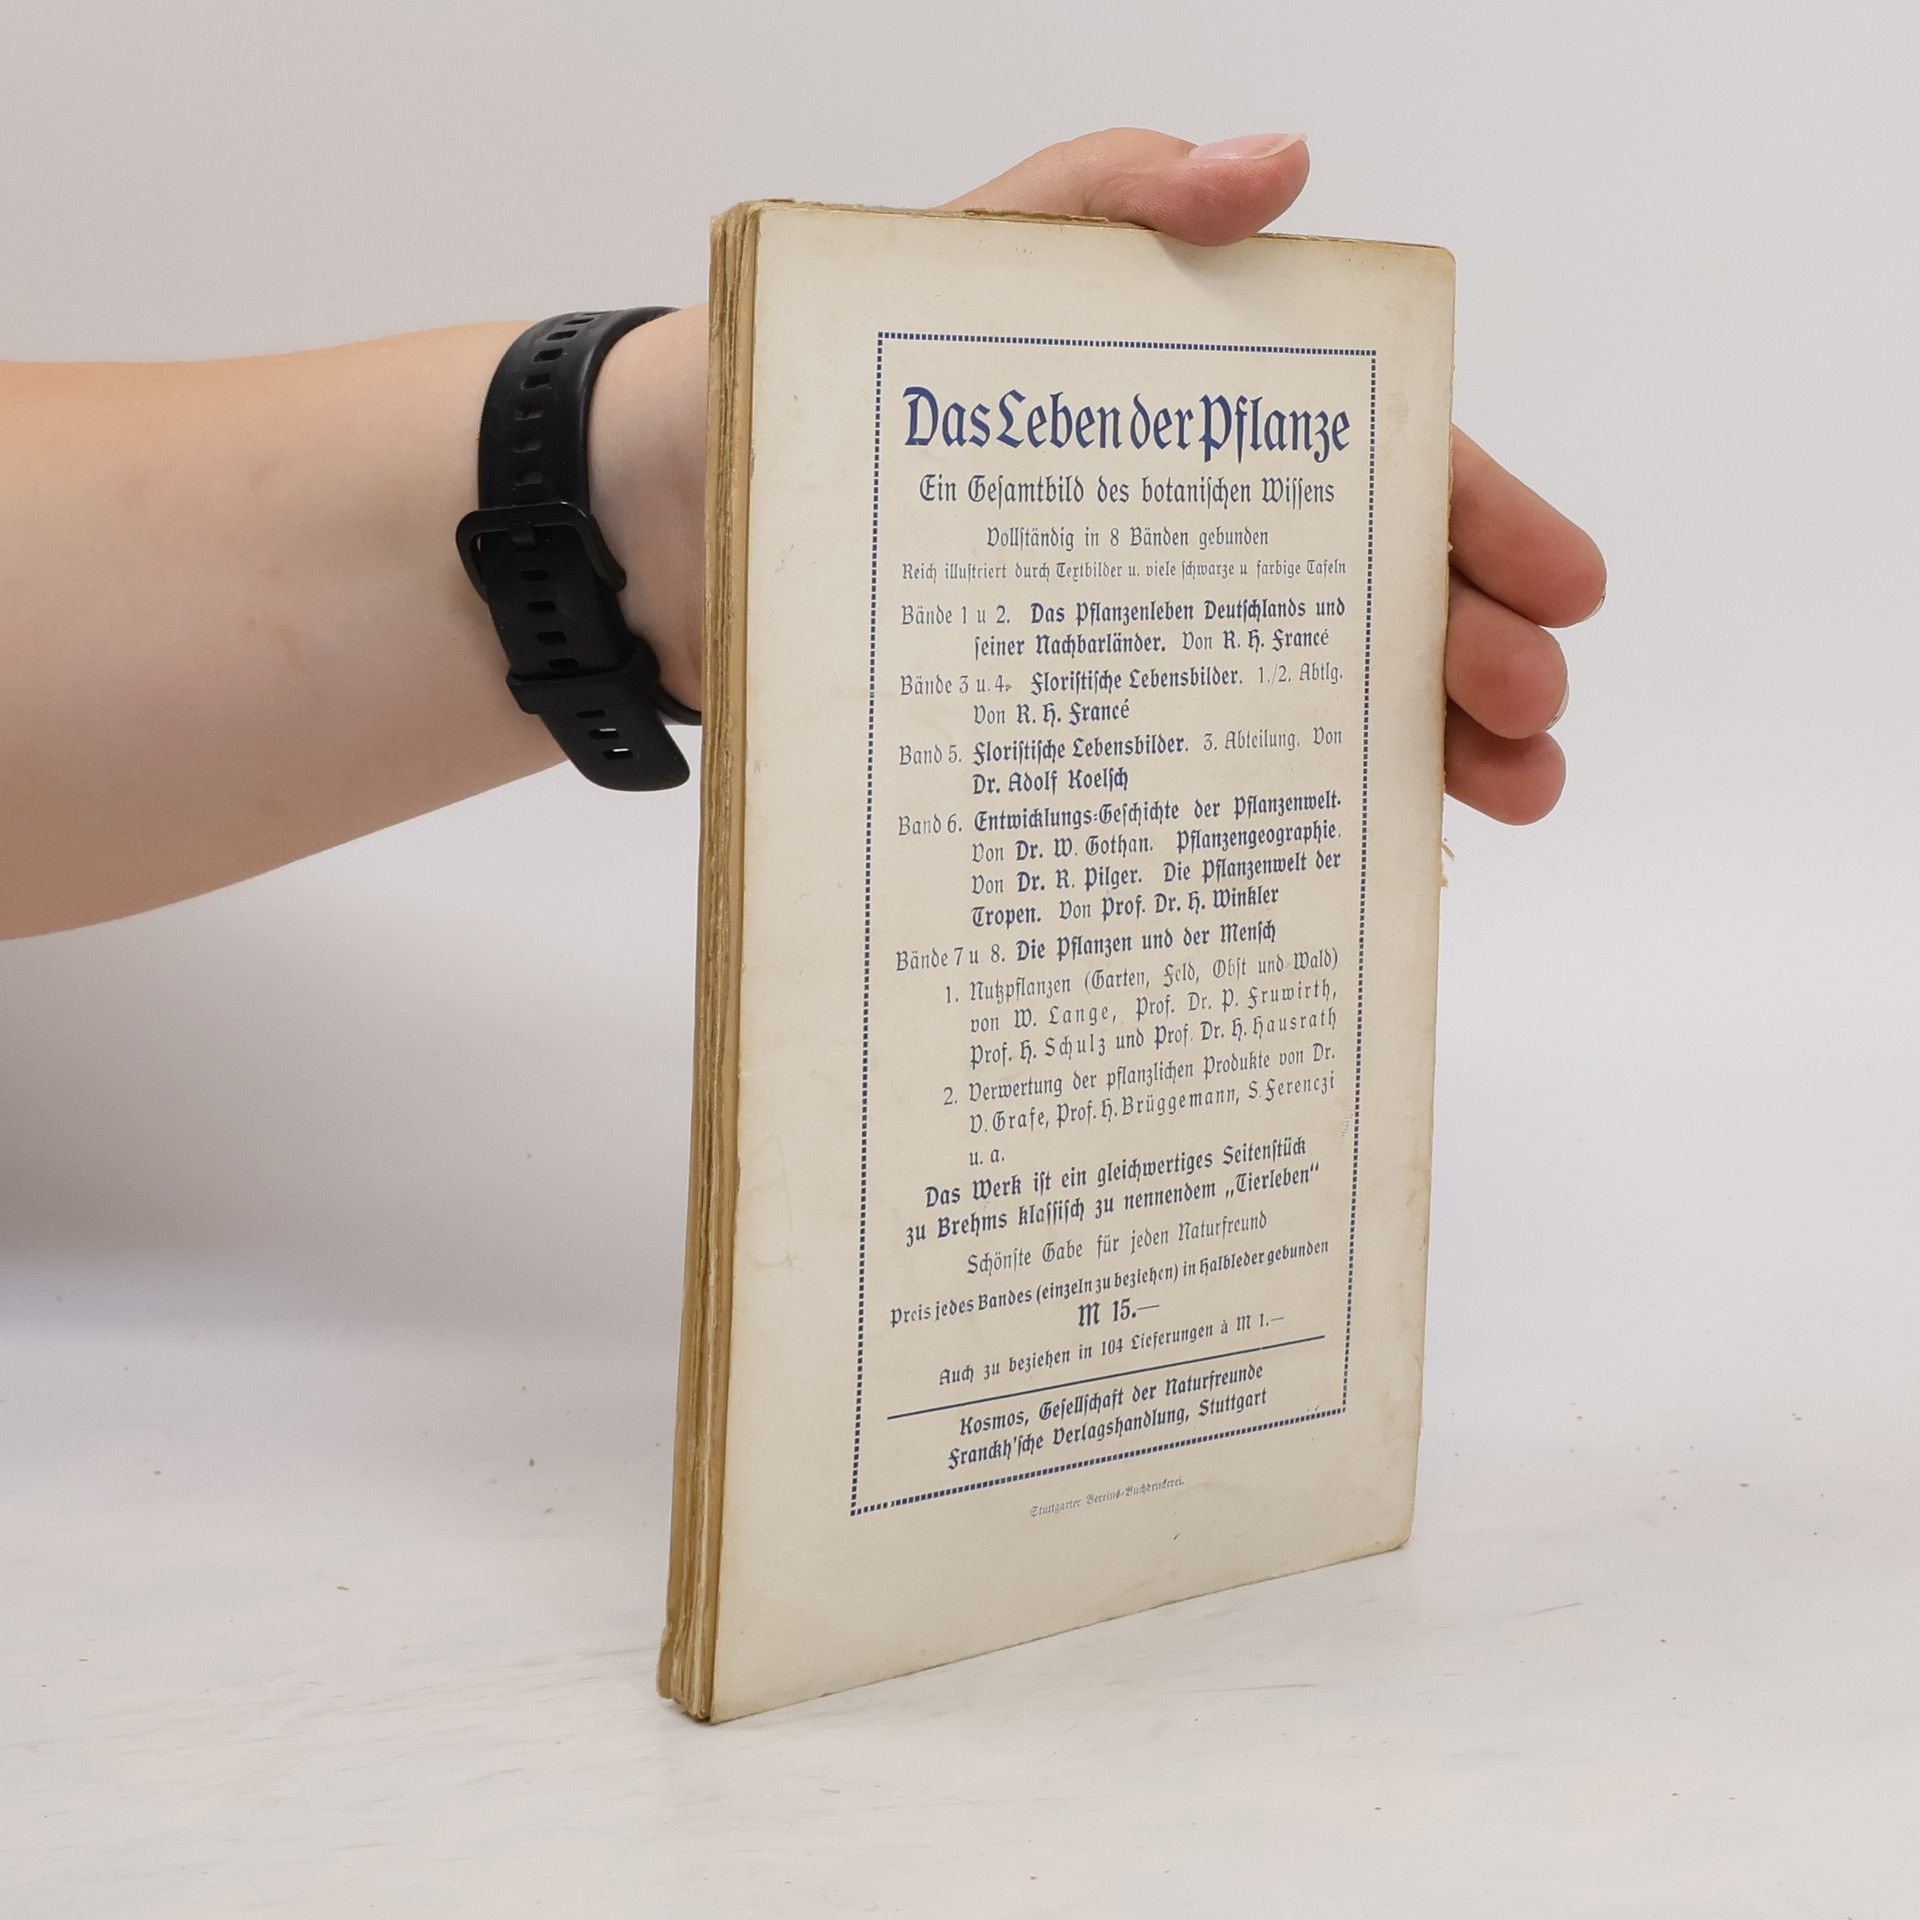 Das Leben der Pflanze
Ein Geſamtbild des botaniſchen Wiſſens
Vollſtändig in 8 Bänden gebunden
Reich illuſtriert durch Textbilder u. viele ſchwarze u farbige Tafeln
Bände 1 u 2. Das Pflanzenleben Deutſchlands und
ſeiner Nachbarländer. Von R. H. Francé
Bände 3 u. 4. Floriſtiſche Lebensbilder. 1./2. Abtlg.
Von R. H. Francé
Band 5. Floriſtiſche Lebensbilder. 3. Abteilung. Von
Dr. Adolf Koelſch
Band 6. Entwicklungs-Geſchichte der Pflanzenwelt.
Von Dr. W. Gothan. Pflanzengeographie.
Von Dr. R. Pilger. Die Pflanzenwelt der
Tropen. Von Prof. Dr. H. Winkler
Bände 7 u 8. Die Pflanzen und der Menſch
1. Nutzpflanzen (Garten, Feld, Obſt und Wald)
von W. Lange, Prof. Dr. P. Fruwirth,
Prof. H. Schulz und Prof. Dr. H. Hausrath
2. Verwertung der pflanzlichen Produkte von Dr.
V. Grafe, Prof. H. Brüggemann, S. Ferenczi
u. a.
Das Werk iſt ein gleichwertiges Seitenſtück
zu Brehms klaſſiſch zu nennendem „Tierleben“
Schönſte Gabe für jeden Naturfreund
Preis jedes Bandes (einzeln zu beziehen) in Halbleder gebunden
M 15.—
Auch zu beziehen in 104 Lieferungen à M 1.—
Kosmos, Geſellſchaft der Naturfreunde
Franckh'ſche Verlagshandlung, Stuttgart
Stuttgarter Vereins-Buchdruckerei.